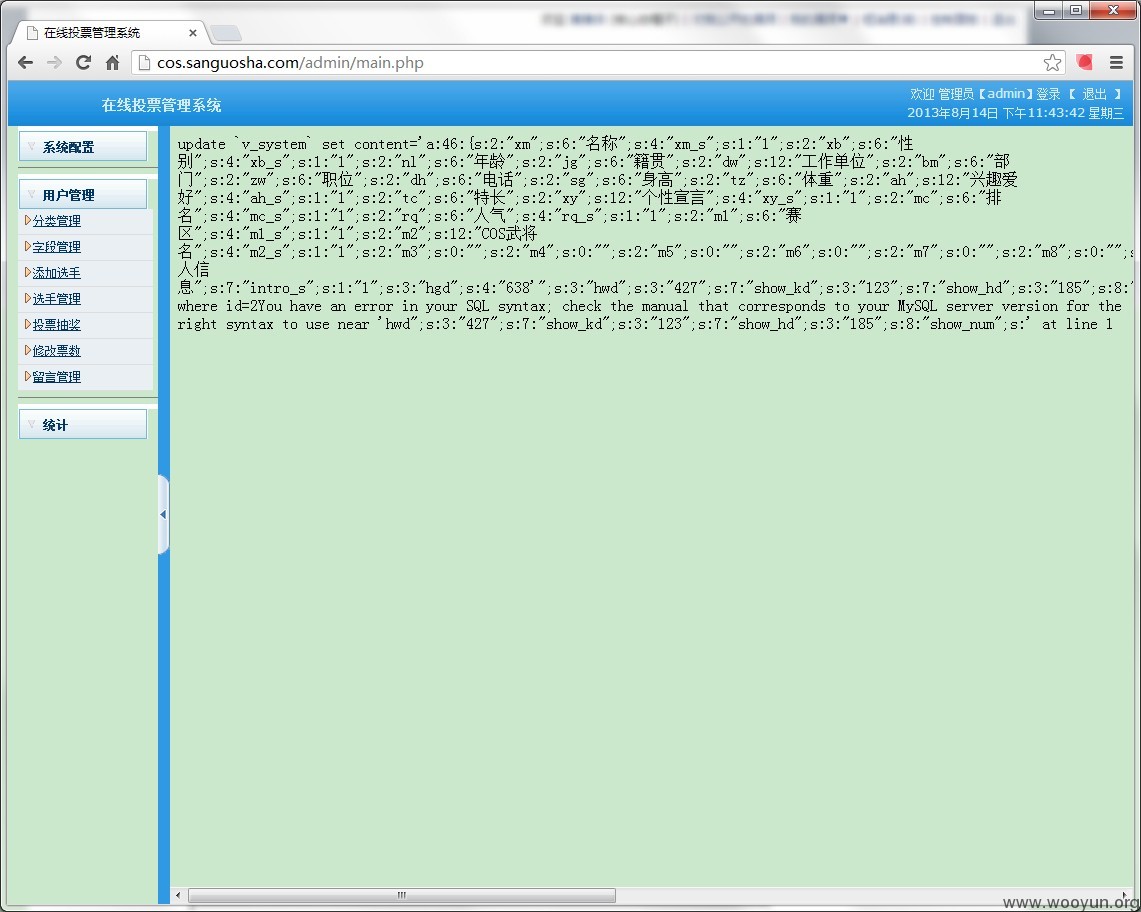 在线投票管理系统
cos.sanguosha.com/admin/main.php
在线投票管理系统
欢迎 管理员【admin】登录 【 退出 】
2013年8月14日 下午11:43:42 星期三
系统配置
用户管理
分类管理
字段管理
添加选手
选手管理
投票抽奖
修改票数
留言管理
统计
update `v_system` set content='a:46:{s:2:"xm";s:6:"名称";s:4:"xm_s";s:1:"1";s:2:"xb";s:6:"性
别";s:4:"xb_s";s:1:"1";s:2:"nl";s:6:"年龄";s:2:"jg";s:6:"籍贯";s:2:"dw";s:12:"工作单位";s:2:"bm";s:6:"部
门";s:2:"zw";s:6:"职位";s:2:"dh";s:6:"电话";s:2:"sg";s:6:"身高";s:2:"tz";s:6:"体重";s:2:"ah";s:12:"兴趣爱
好";s:4:"ah_s";s:1:"1";s:2:"tc";s:6:"特长";s:2:"xy";s:12:"个性宣言";s:4:"xy_s";s:1:"1";s:2:"mc";s:6:"排
名";s:4:"mc_s";s:1:"1";s:2:"rq";s:6:"人气";s:4:"rq_s";s:1:"1";s:2:"m1";s:6:"赛
区";s:4:"m1_s";s:1:"1";s:2:"m2";s:12:"COS武将
名";s:4:"m2_s";s:1:"1";s:2:"m3";s:0:"";s:2:"m4";s:0:"";s:2:"m5";s:0:"";s:2:"m6";s:0:"";s:2:"m7";s:0:"";s:2:"m8";s:0:"";s
人信
息";s:7:"intro_s";s:1:"1";s:3:"hgd";s:4:"638'";s:3:"hwd";s:3:"427";s:7:"show_kd";s:3:"123";s:7:"show_hd";s:3:"185";s:8:"
where id=2You have an error in your SQL syntax; check the manual that corresponds to your MySQL server version for the
right syntax to use near 'hwd";s:3:"427";s:7:"show_kd";s:3:"123";s:7:"show_hd";s:3:"185";s:8:"show_num";s:' at line 1
www.wooyun.org